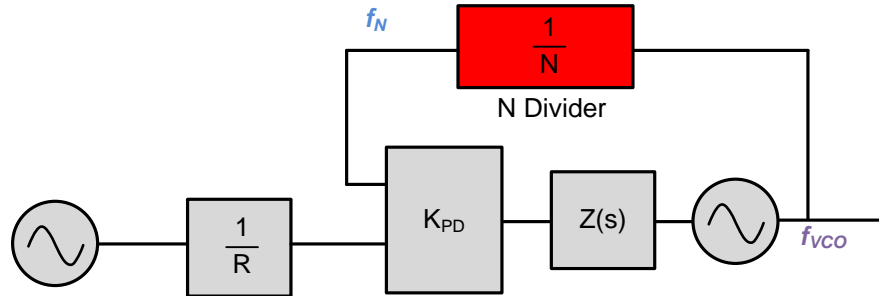 f_N
1
N
N Divider
1
R
K_PD
Z(s)
f_VCO